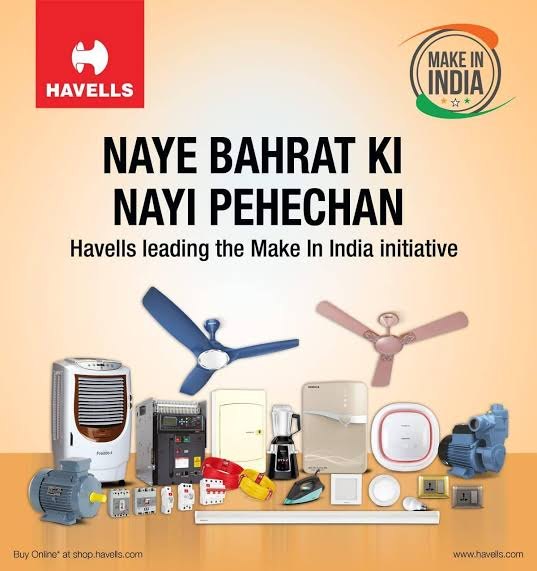 HAVELLS
MAKE IN
INDIA
NAYE BAHRAT KI
NAYI PEHECHAN
Havells leading the Make In India initiative
Buy Online* at shop.havells.com
www.havells.com